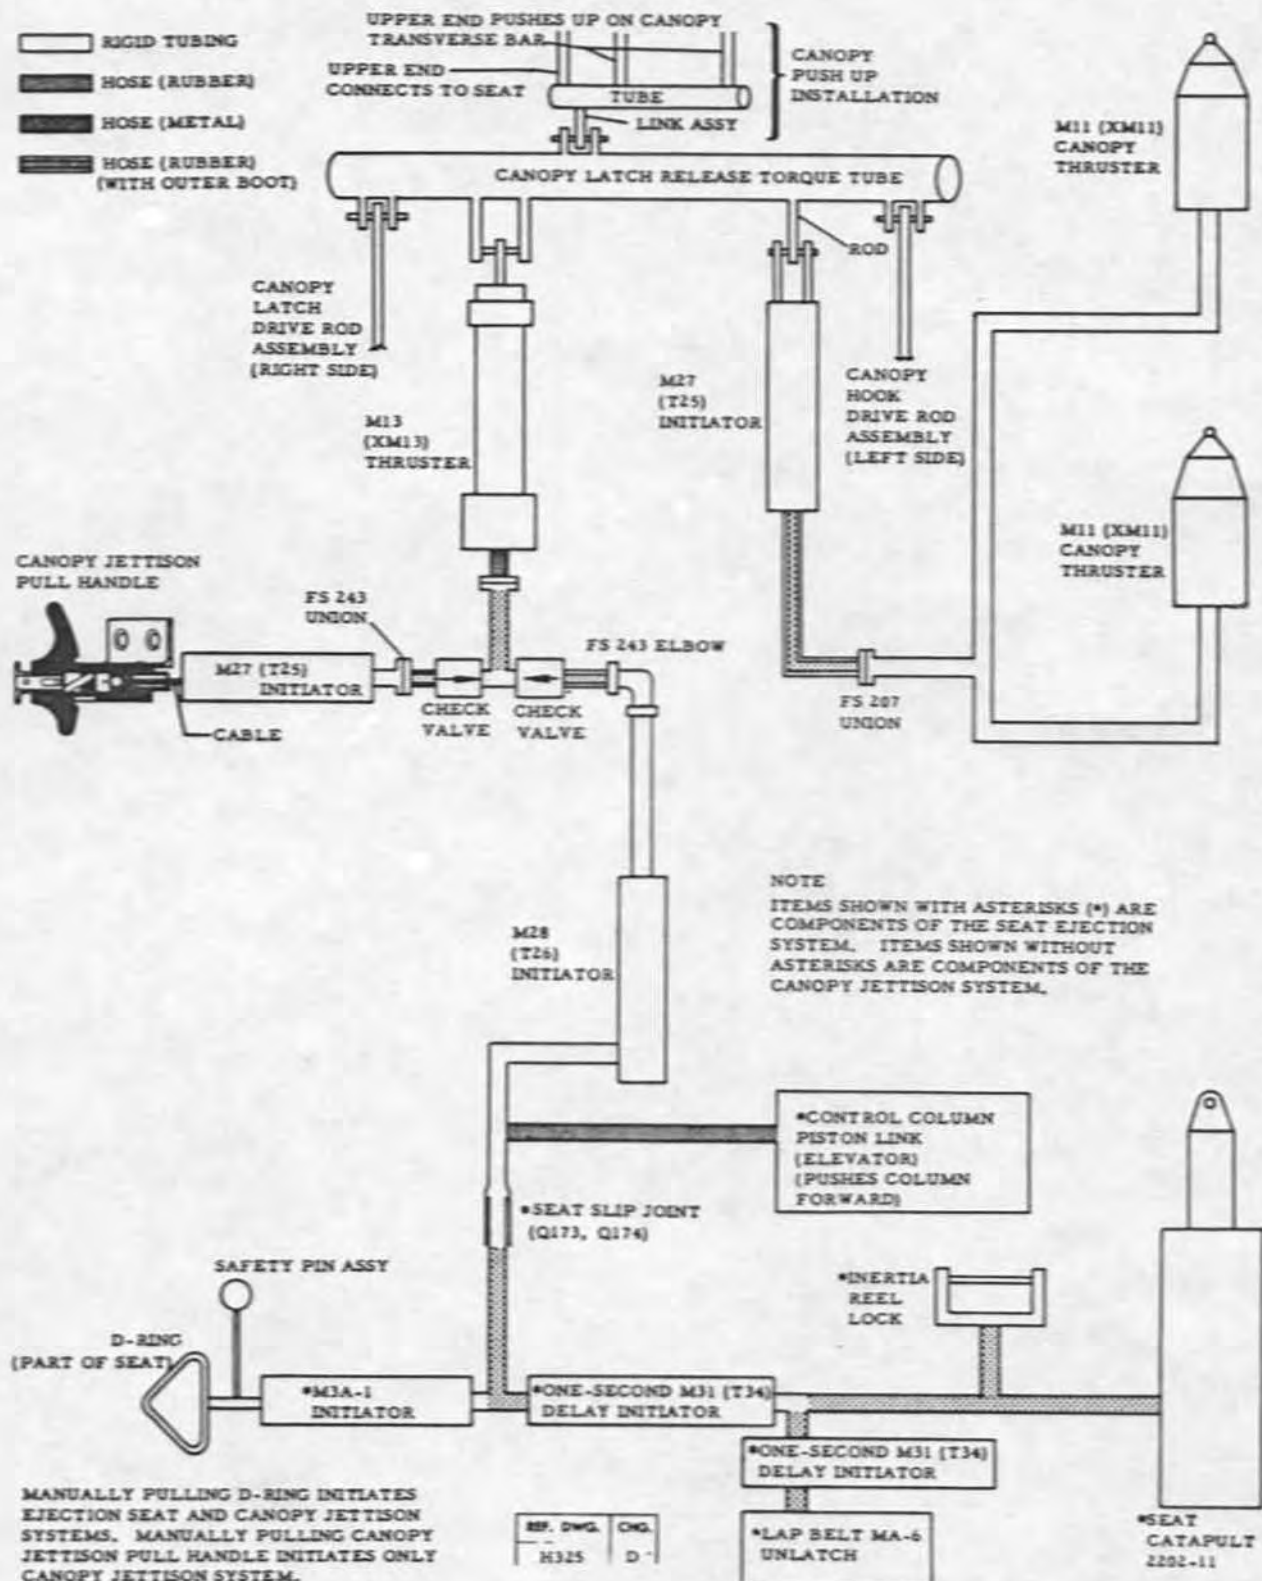 RIGID TUBING
HOSE (RUBBER)
HOSE (METAL)
HOSE (RUBBER)
(WITH OUTER BOOT)
UPPER END PUSHES UP ON CANOPY
TRANSVERSE BAR
UPPER END
CONNECTS TO SEAT
TUBE
LINK ASSY
CANOPY
PUSH UP
INSTALLATION
CANOPY LATCH RELEASE TORQUE TUBE
M11 (XM11)
CANOPY
THRUSTER
ROD
CANOPY
LATCH
DRIVE ROD
ASSEMBLY
(RIGHT SIDE)
M13
(XM13)
THRUSTER
M27
(T25)
INITIATOR
CANOPY
HOOK
DRIVE ROD
ASSEMBLY
(LEFT SIDE)
M11 (XM11)
CANOPY
THRUSTER
CANOPY JETTISON
PULL HANDLE
FS 243
UNION
FS 243 ELBOW
M27 (T25)
INITIATOR
CABLE
CHECK
VALVE
CHECK
VALVE
FS 207
UNION
M28
(T26)
INITIATOR
NOTE
ITEMS SHOWN WITH ASTERISKS (*) ARE
COMPONENTS OF THE SEAT EJECTION
SYSTEM. ITEMS SHOWN WITHOUT
ASTERISKS ARE COMPONENTS OF THE
CANOPY JETTISON SYSTEM.
*CONTROL COLUMN
PISTON LINK
(ELEVATOR)
(PUSHES COLUMN
FORWARD)
*SEAT SLIP JOINT
(Q173, Q174)
SAFETY PIN ASSY
*INERTIA
REEL
LOCK
D-RING
(PART OF SEAT)
*M3A-1
INITIATOR
*ONE-SECOND M31 (T34)
DELAY INITIATOR
*ONE-SECOND M31 (T34)
DELAY INITIATOR
*LAP BELT MA-6
UNLATCH
*SEAT
CATAPULT
2202-11
MANUALLY PULLING D-RING INITIATES
EJECTION SEAT AND CANOPY JETTISON
SYSTEMS. MANUALLY PULLING CANOPY
JETTISON PULL HANDLE INITIATES ONLY
CANOPY JETTISON SYSTEM.
REF. DWG. CHG.
H325 D